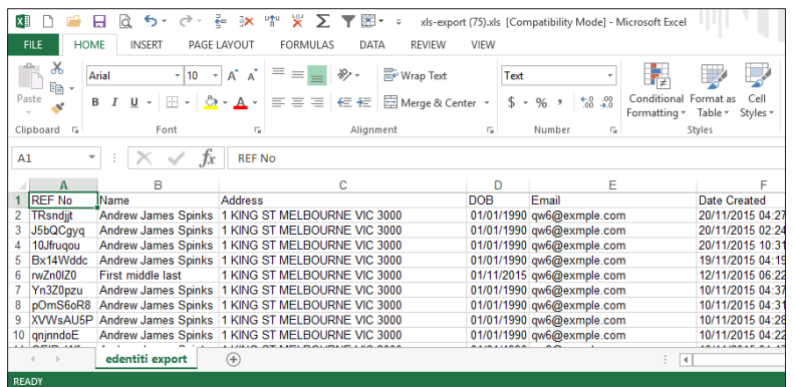 xls-export (75).xls [Compatibility Mode] - Microsoft Excel
FILE HOME INSERT PAGE LAYOUT FORMULAS DATA REVIEW VIEW
Arial 10 Wrap Text Text
Paste B I U Merge & Center $ % Conditional Formatting Format as Table Cell Styles
Clipboard Font Alignment Number Styles
A1 fx REF No
A B C D E F
1 REF No Name Address DOB Email Date Created
2 TRsndjjt Andrew James Spinks 1 KING ST MELBOURNE VIC 3000 01/01/1990 qw6@exmple.com 20/11/2015 04:27
3 J5bQCgyq Andrew James Spinks 1 KING ST MELBOURNE VIC 3000 01/01/1990 qw6@exmple.com 20/11/2015 02:24
4 10Jfruqou Andrew James Spinks 1 KING ST MELBOURNE VIC 3000 01/01/1990 qw6@exmple.com 20/11/2015 10:31
5 Bx14Wddc Andrew James Spinks 1 KING ST MELBOURNE VIC 3000 01/01/1990 qw6@exmple.com 19/11/2015 04:19
6 rwZn0lZ0 First middle last 1 KING ST MELBOURNE VIC 3000 01/11/2015 qw6@exmple.com 12/11/2015 06:22
7 Yn3Z0pzu Andrew James Spinks 1 KING ST MELBOURNE VIC 3000 01/01/1990 qw6@exmple.com 10/11/2015 04:37
8 pOmS6oR8 Andrew James Spinks 1 KING ST MELBOURNE VIC 3000 01/01/1990 qw6@exmple.com 10/11/2015 04:31
9 XVWsAU5P Andrew James Spinks 1 KING ST MELBOURNE VIC 3000 01/01/1990 qw6@exmple.com 10/11/2015 04:28
10 qnjnndoE Andrew James Spinks 1 KING ST MELBOURNE VIC 3000 01/01/1990 qw6@exmple.com 10/11/2015 04:22
edentiti export
READY